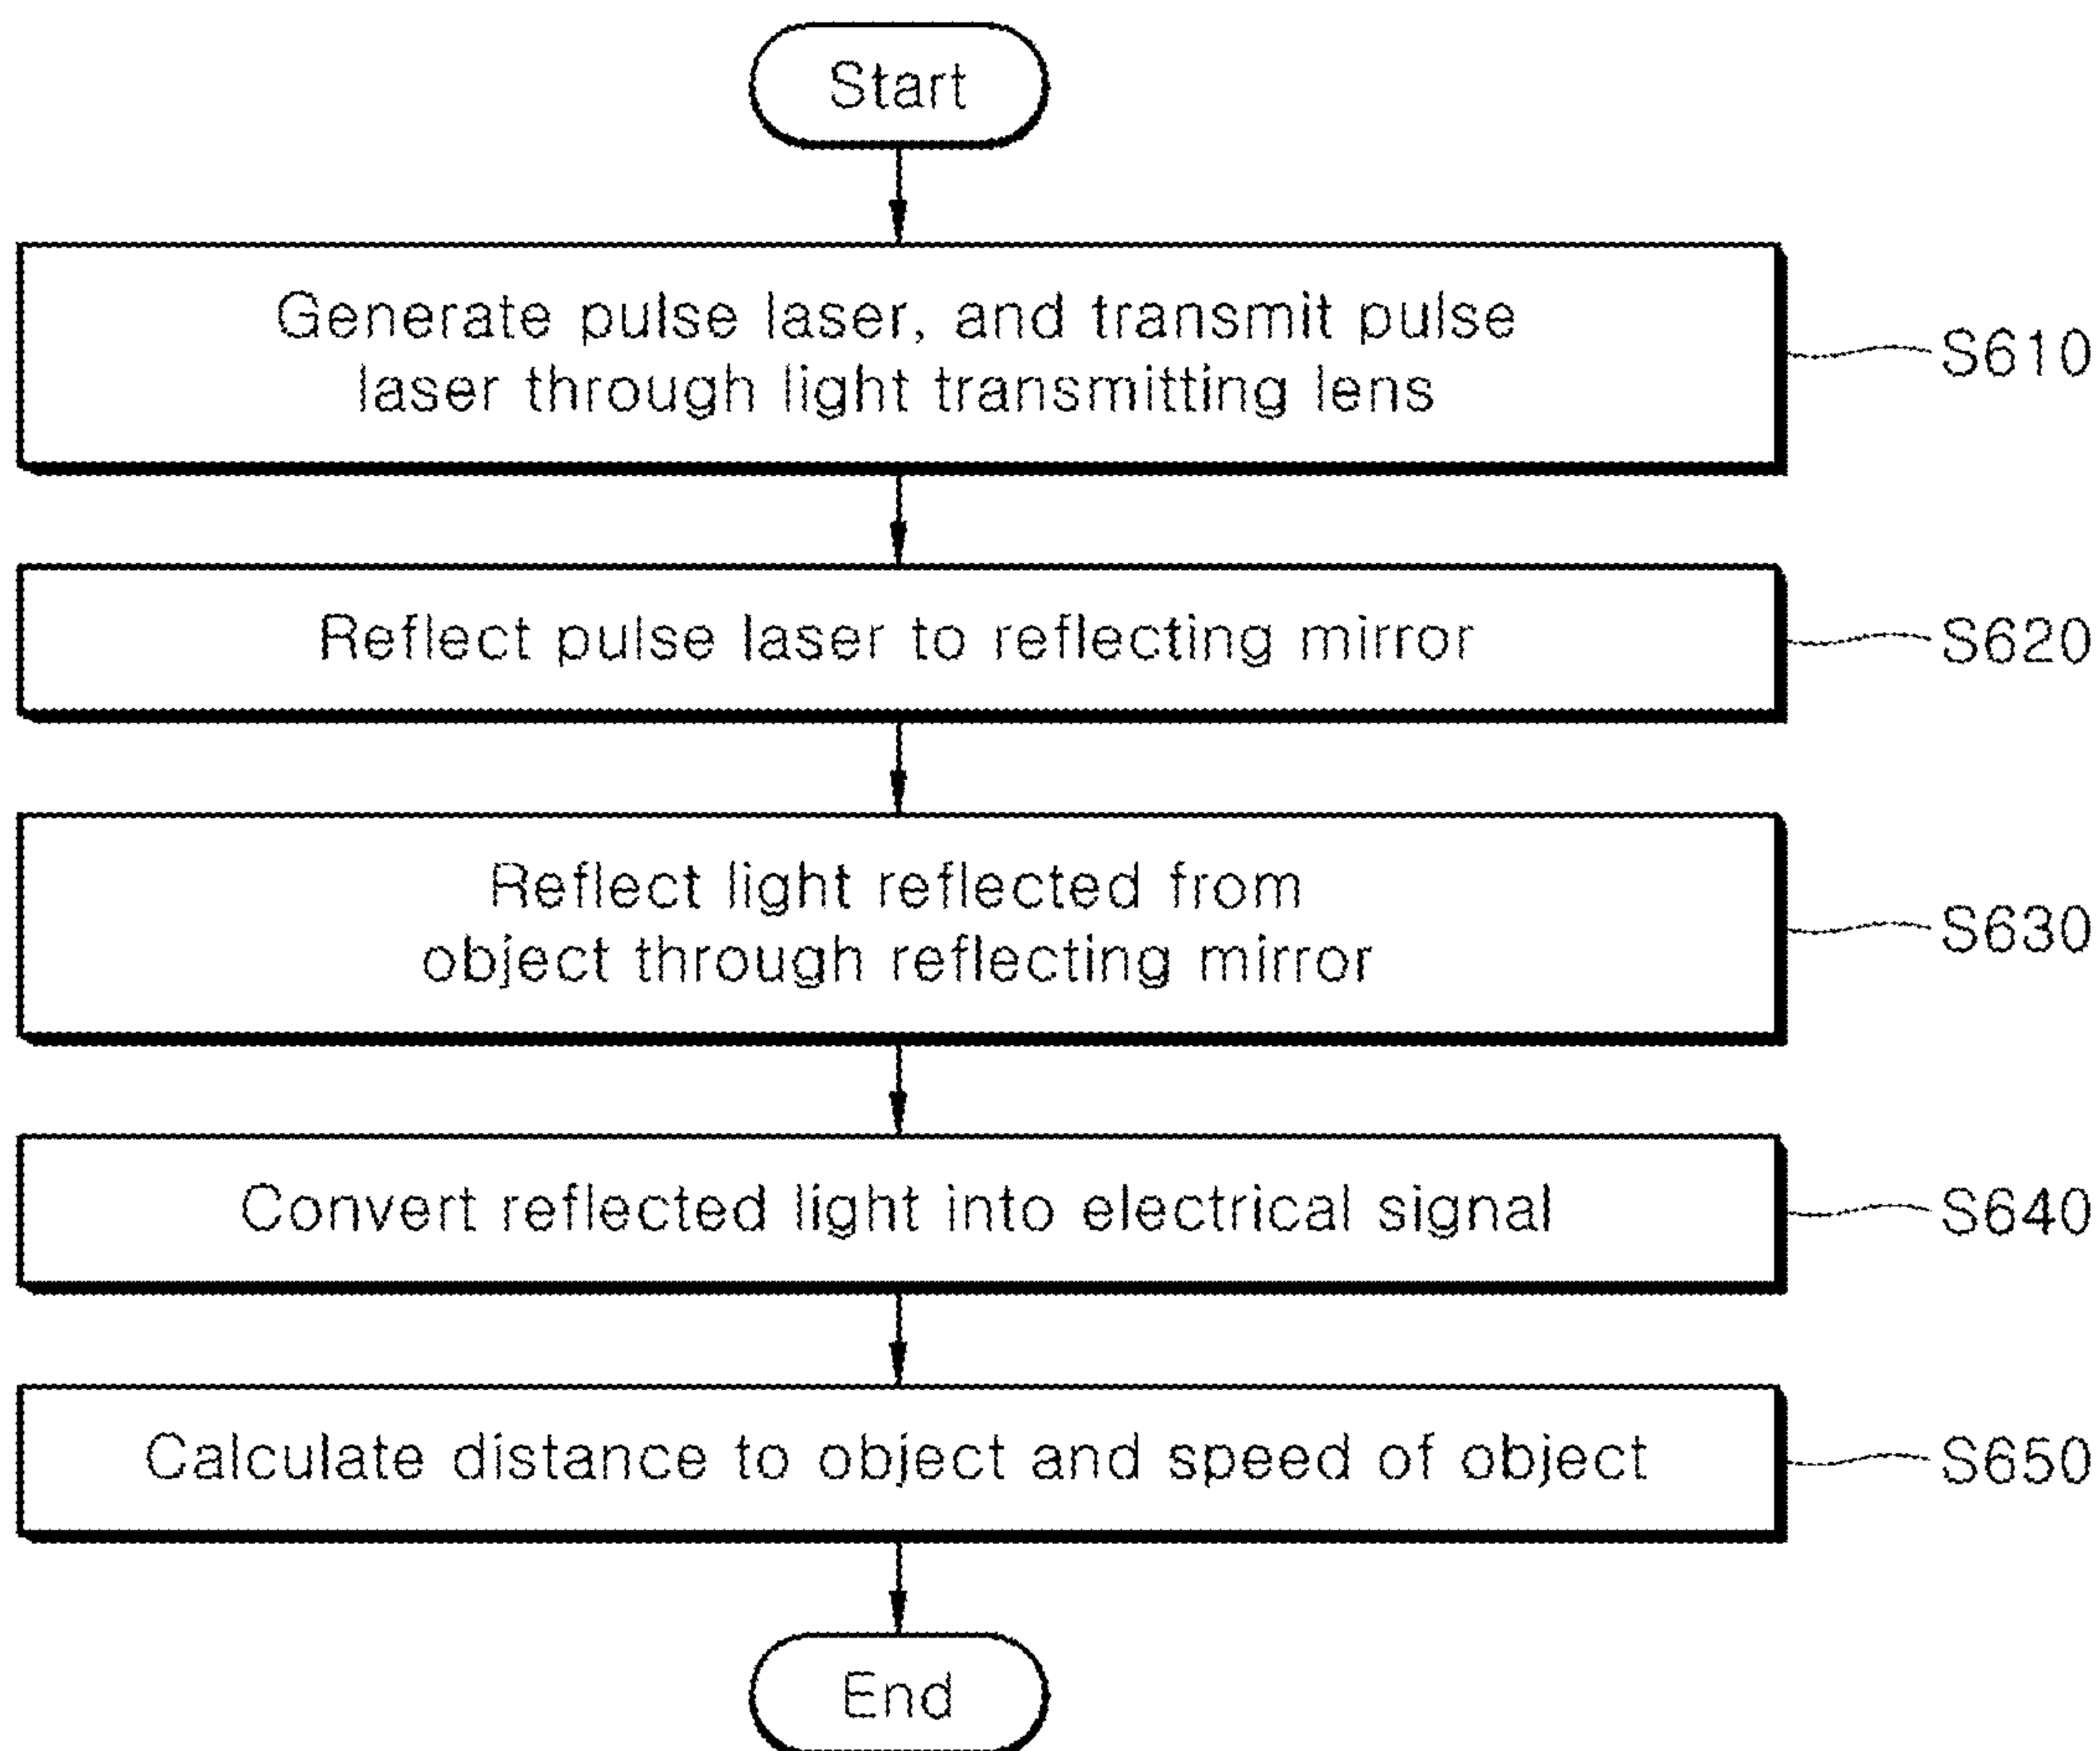 Start
Generate pulse laser, and transmit pulse
laser through light transmitting lens
S610
Reflect pulse laser to reflecting mirror
S620
Reflect light reflected from
object through reflecting mirror
S630
Convert reflected light into electrical signal
S640
Calculate distance to object and speed of object
S650
End